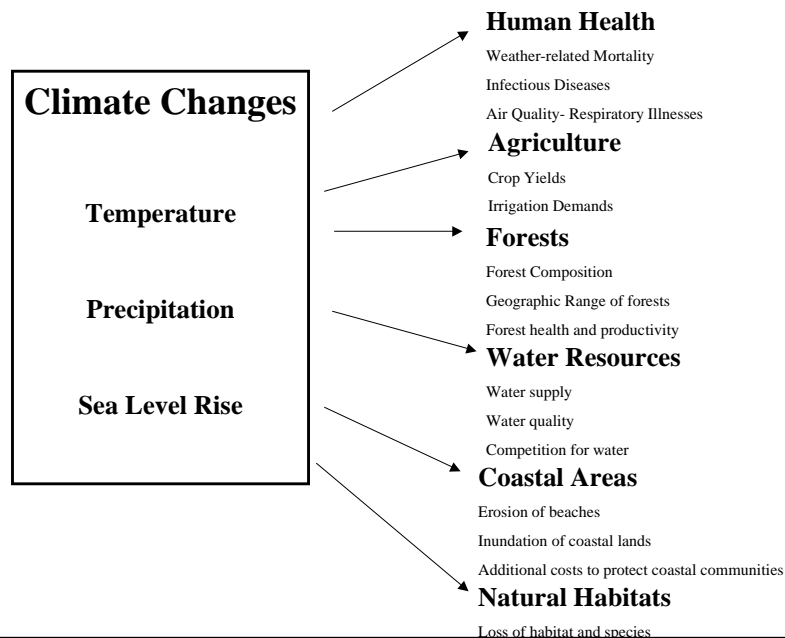 Climate Changes
Temperature
Precipitation
Sea Level Rise
Human Health
Weather-related Mortality
Infectious Diseases
Air Quality- Respiratory Illnesses
Agriculture
Crop Yields
Irrigation Demands
Forests
Forest Composition
Geographic Range of forests
Forest health and productivity
Water Resources
Water supply
Water quality
Competition for water
Coastal Areas
Erosion of beaches
Inundation of coastal lands
Additional costs to protect coastal communities
Natural Habitats
Loss of habitat and species